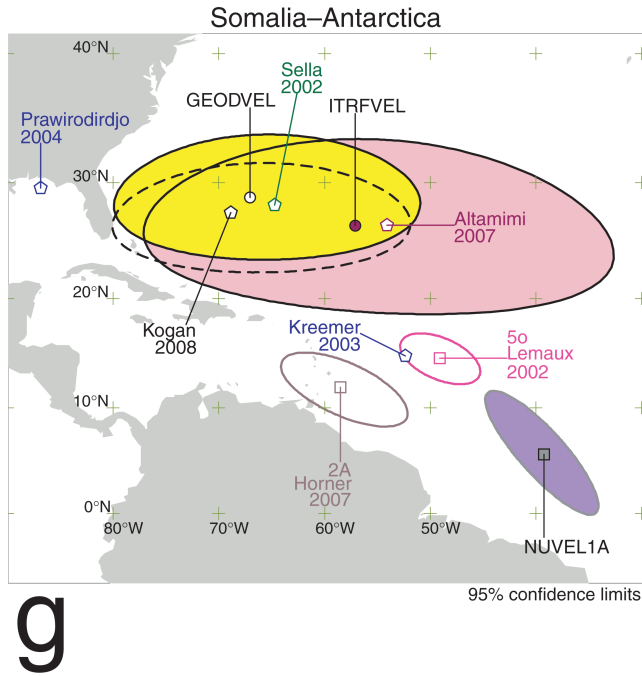 Somalia–Antarctica
40°N
Sella
2002
GEODVEL
ITRFVEL
Prawirodirdjo
2004
30°N
Altamimi
2007
20°N
Kogan
2008
Kreemer
2003
5o
Lemaux
2002
10°N
2A
Horner
2007
0°N
80°W
70°W
60°W
50°W
NUVEL1A
95% confidence limits
g